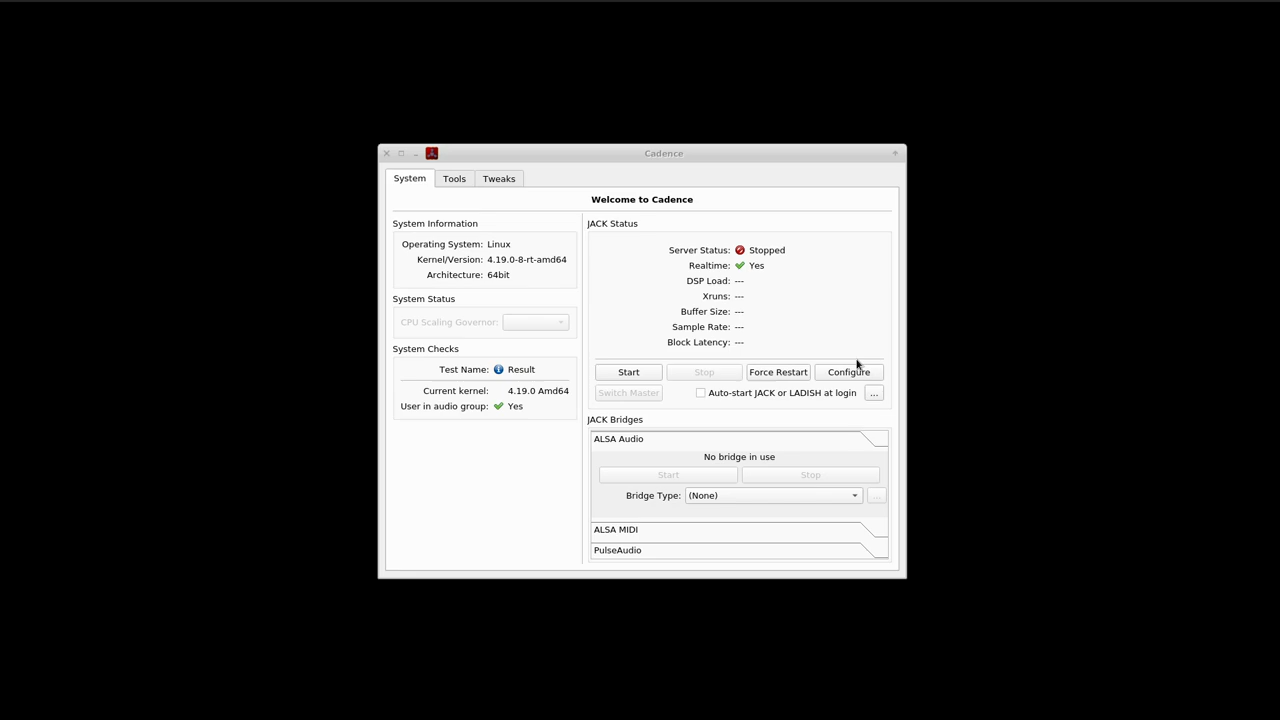 Cadence
System Tools Tweaks
Welcome to Cadence
System Information
Operating System: Linux
Kernel/Version: 4.19.0-8-rt-amd64
Architecture: 64bit
System Status
CPU Scaling Governor:
System Checks
Test Name: Result
Current kernel: 4.19.0 Amd64
User in audio group: Yes
JACK Status
Server Status: Stopped
Realtime: Yes
DSP Load: ---
Xruns: ---
Buffer Size: ---
Sample Rate: ---
Block Latency: ---
Start Stop Force Restart Configure
Switch Master Auto-start JACK or LADISH at login ...
JACK Bridges
ALSA Audio
No bridge in use
Start Stop
Bridge Type: (None) ...
ALSA MIDI
PulseAudio